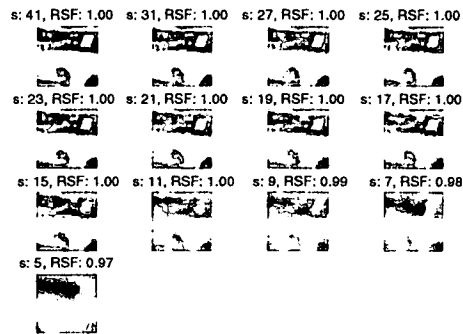 s: 41, RSF: 1.00 s: 31, RSF: 1.00 s: 27, RSF: 1.00 s: 25, RSF: 1.00
s: 23, RSF: 1.00 s: 21, RSF: 1.00 s: 19, RSF: 1.00 s: 17, RSF: 1.00
s: 15, RSF: 1.00 s: 11, RSF: 1.00 s: 9, RSF: 0.99 s: 7, RSF: 0.98
s: 5, RSF: 0.97